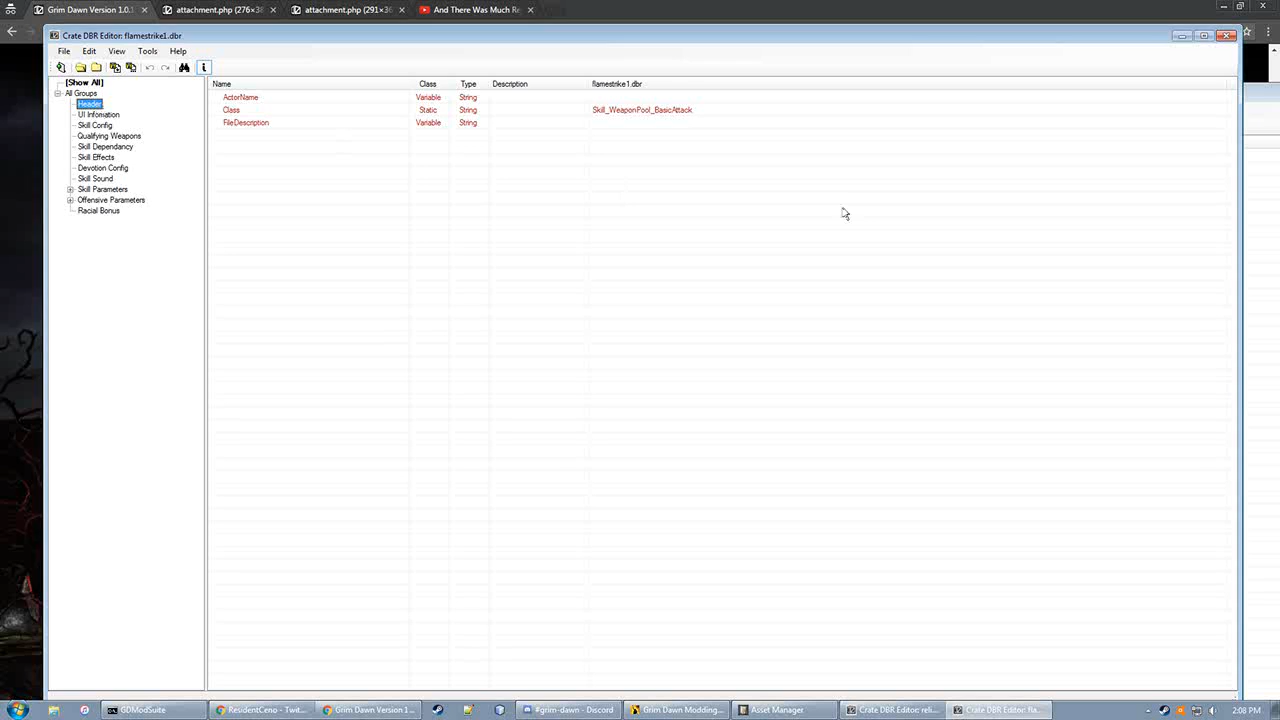 Grim Dawn Version 1.0.
attachment.php (276×38
attachment.php (291×36
And There Was Much Re
Crate DBR Editor: flamestrike1.dbr
File Edit View Tools Help
[Show All]
All Groups
Header
UI Infomation
Skill Config
Qualifying Weapons
Skill Dependency
Skill Effects
Devotion Config
Skill Sound
Skill Parameters
Offensive Parameters
Racial Bonus
Name Class Type Description flamestrike1.dbr
ActorName Variable String
Class Static String Skill_WeaponPool_BasicAttack
FileDescription Variable String
GDModSuite
ResidentCeno - Twit...
Grim Dawn Version 1...
#grim-dawn - Discord
Grim Dawn Modding...
Asset Manager
Crate DBR Editor: reli...
Crate DBR Editor: fla...
2:08 PM